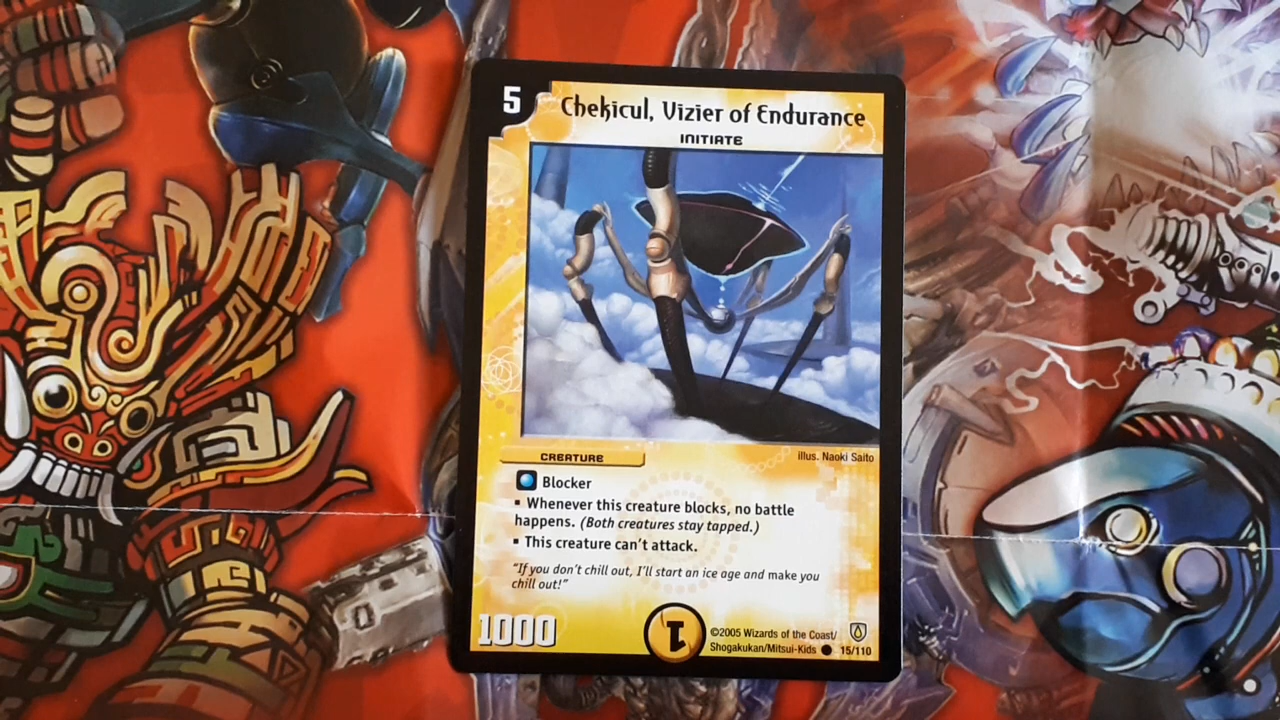 5
Chekicul, Vizier of Endurance
INITIATE
CREATURE
illus. Naoki Saito
Blocker
▪ Whenever this creature blocks, no battle
happens. (Both creatures stay tapped.)
▪ This creature can't attack.
"If you don't chill out, I'll start an ice age and make you
chill out!"
1000
1
©2005 Wizards of the Coast/
Shogakukan/Mitsui-Kids ● 15/110